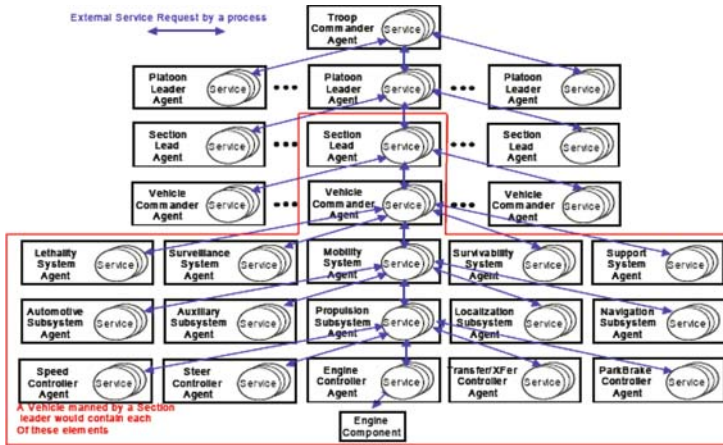 External Service Request by a process
Troop
Commander
Agent
Service
Platoon
Leader
Agent
Service
Platoon
Leader
Agent
Service
Platoon
Leader
Agent
Service
Section
Lead
Agent
Service
Section
Lead
Agent
Service
Section
Lead
Agent
Service
Vehicle
Commander
Agent
Service
Vehicle
Commander
Agent
Service
Vehicle
Commander
Agent
Service
Lethality
System
Agent
Service
Surveillance
System
Agent
Service
Mobility
System
Agent
Service
Survivability
System
Agent
Service
Support
System
Agent
Service
Automotive
Subsystem
Agent
Service
Auxiliary
Subsystem
Agent
Service
Propulsion
Subsystem
Agent
Service
Localization
Subsystem
Agent
Service
Navigation
Subsystem
Agent
Service
Speed
Controller
Agent
Service
Steer
Controller
Agent
Service
Engine
Controller
Agent
Service
Transfer/XFer
Controller
Agent
Service
ParkBrake
Controller
Agent
Service
A Vehicle manned by a Section
leader would contain each
Of these elements
Engine
Component